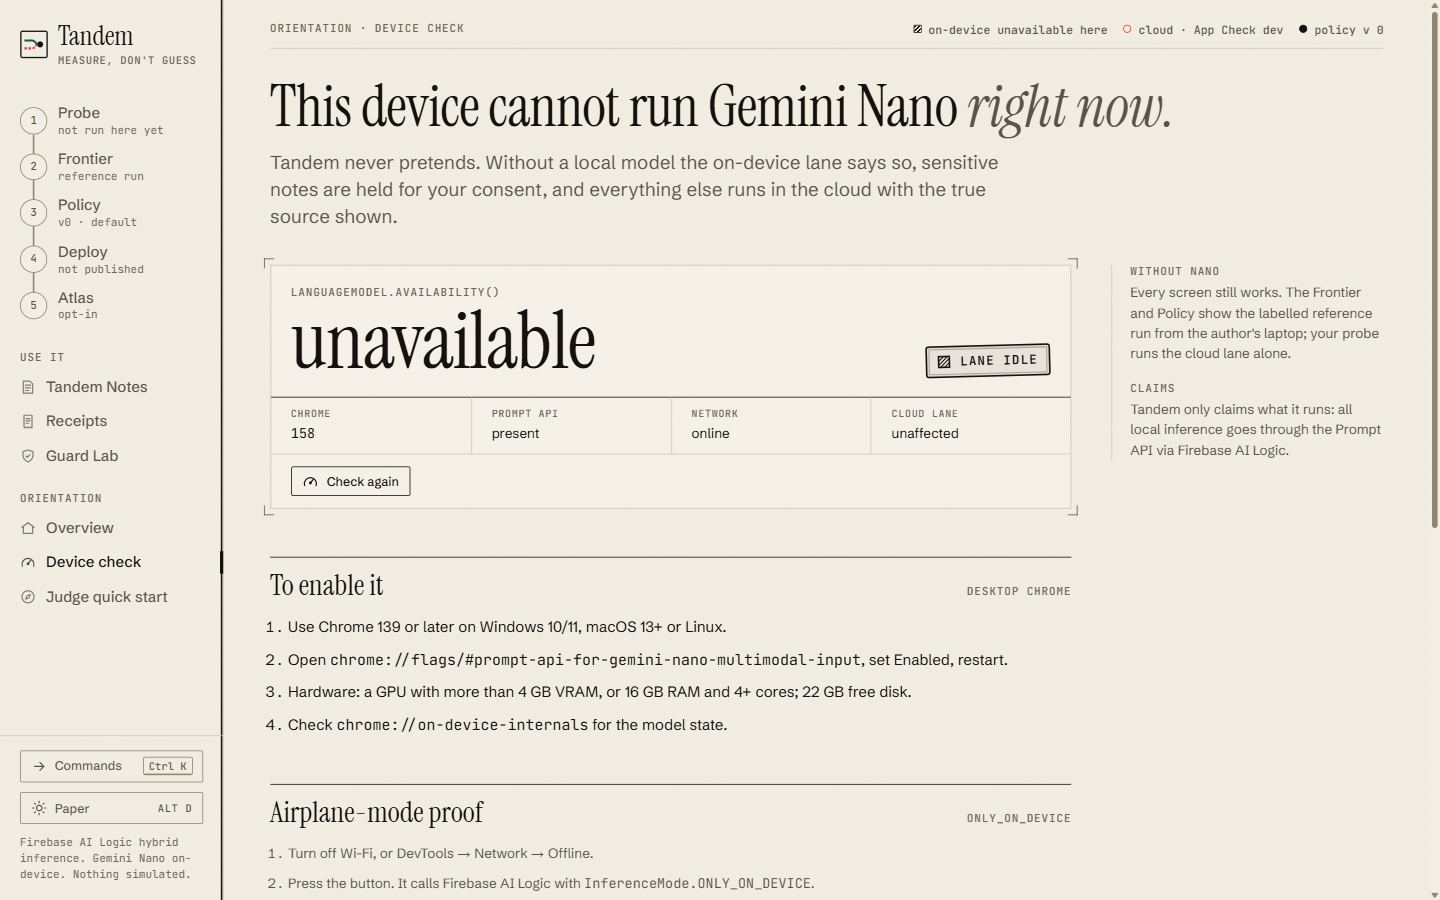 Tandem
MEASURE, DON'T GUESS
1
Probe
not run here yet
2
Frontier
reference run
3
Policy
v0 · default
4
Deploy
not published
5
Atlas
opt-in
USE IT
Tandem Notes
Receipts
Guard Lab
ORIENTATION
Overview
Device check
Judge quick start
Commands
Ctrl K
Paper
ALT D
Firebase AI Logic hybrid
inference. Gemini Nano on-
device. Nothing simulated.
ORIENTATION · DEVICE CHECK
on-device unavailable here
cloud · App Check dev
policy v 0
This device cannot run Gemini Nano right now.
Tandem never pretends. Without a local model the on-device lane says so, sensitive
notes are held for your consent, and everything else runs in the cloud with the true
source shown.
LANGUAGEMODEL.AVAILABILITY()
unavailable
LANE IDLE
CHROME
158
PROMPT API
present
NETWORK
online
CLOUD LANE
unaffected
Check again
WITHOUT NANO
Every screen still works. The Frontier
and Policy show the labelled reference
run from the author's laptop; your probe
runs the cloud lane alone.
CLAIMS
Tandem only claims what it runs: all
local inference goes through the Prompt
API via Firebase AI Logic.
To enable it
DESKTOP CHROME
1. Use Chrome 139 or later on Windows 10/11, macOS 13+ or Linux.
2. Open chrome://flags/#prompt-api-for-gemini-nano-multimodal-input, set Enabled, restart.
3. Hardware: a GPU with more than 4 GB VRAM, or 16 GB RAM and 4+ cores; 22 GB free disk.
4. Check chrome://on-device-internals for the model state.
Airplane-mode proof
ONLY_ON_DEVICE
1. Turn off Wi-Fi, or DevTools → Network → Offline.
2. Press the button. It calls Firebase AI Logic with InferenceMode.ONLY_ON_DEVICE.